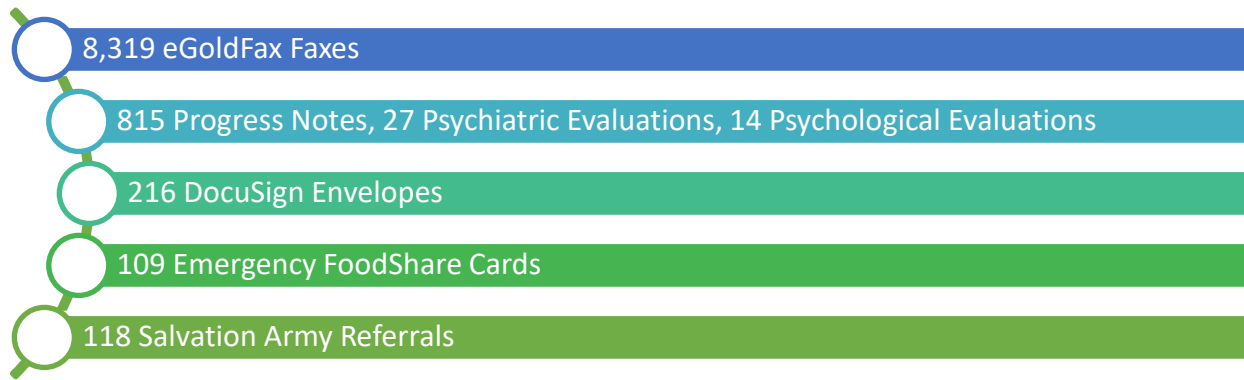 8,319 eGoldFax Faxes
815 Progress Notes, 27 Psychiatric Evaluations, 14 Psychological Evaluations
216 DocuSign Envelopes
109 Emergency FoodShare Cards
118 Salvation Army Referrals